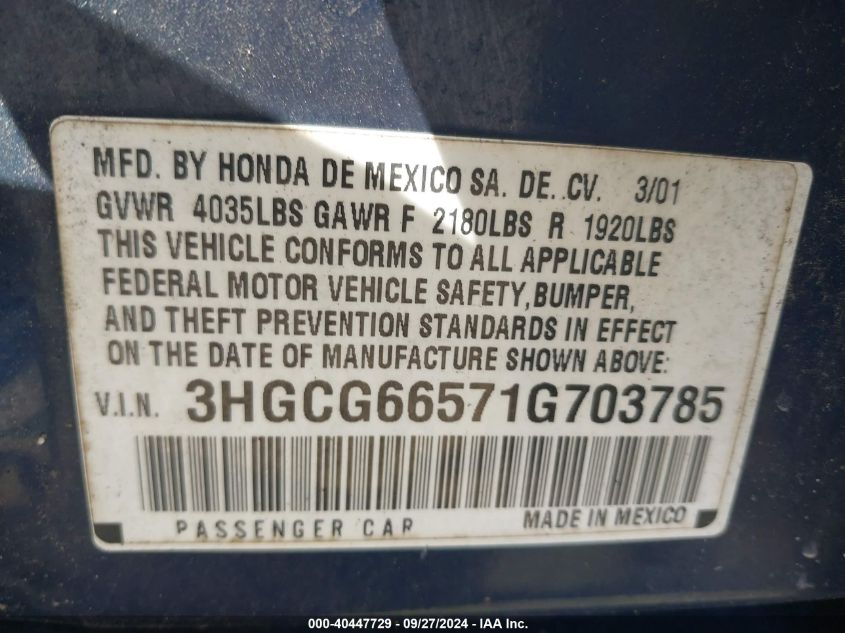 MFD. BY HONDA DE MEXICO SA. DE. CV. 3/01
GVWR 4035LBS GAWR F 2180LBS R 1920LBS
THIS VEHICLE CONFORMS TO ALL APPLICABLE
FEDERAL MOTOR VEHICLE SAFETY, BUMPER,
AND THEFT PREVENTION STANDARDS IN EFFECT
ON THE DATE OF MANUFACTURE SHOWN ABOVE:
V.I.N. 3HGCG66571G703785
PASSENGER CAR MADE IN MEXICO
000-40447729 - 09/27/2024 - IAA Inc.